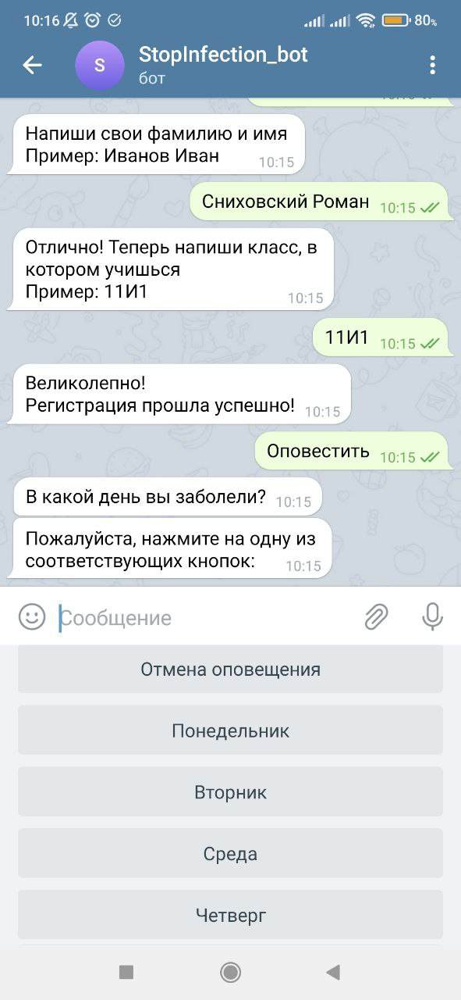 10:16
80%
S
StopInfection_bot
бот
Напиши свои фамилию и имя
Пример: Иванов Иван
10:15
Сниховский Роман
10:15
Отлично! Теперь напиши класс, в
котором учишься
Пример: 11И1
10:15
11И1
10:15
Великолепно!
Регистрация прошла успешно!
10:15
Оповестить
10:15
В какой день вы заболели?
10:15
Пожалуйста, нажмите на одну из
соответствующих кнопок:
10:15
Сообщение
Отмена оповещения
Понедельник
Вторник
Среда
Четверг